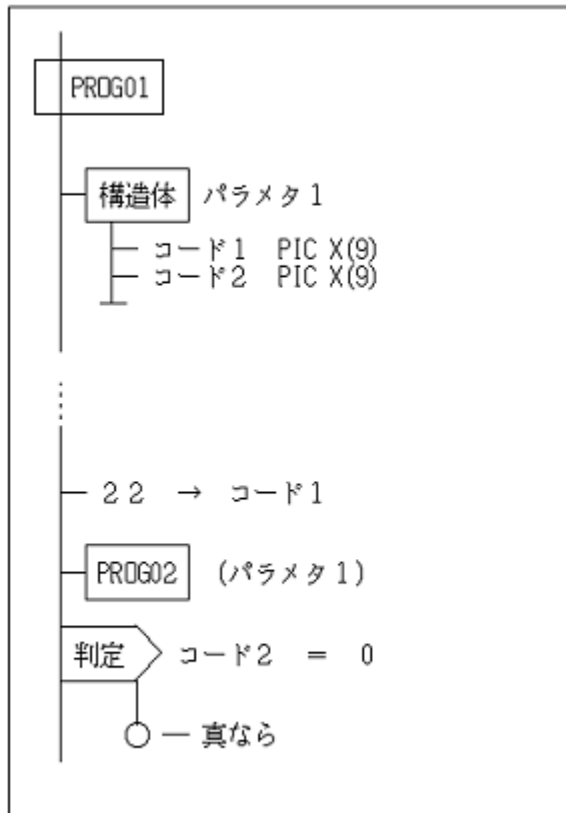 PROG01
構造体 パラメタ1
コード1 PIC X(9)
コード2 PIC X(9)
22 → コード1
PROG02 (パラメタ1)
判定 コード2 = 0
真なら